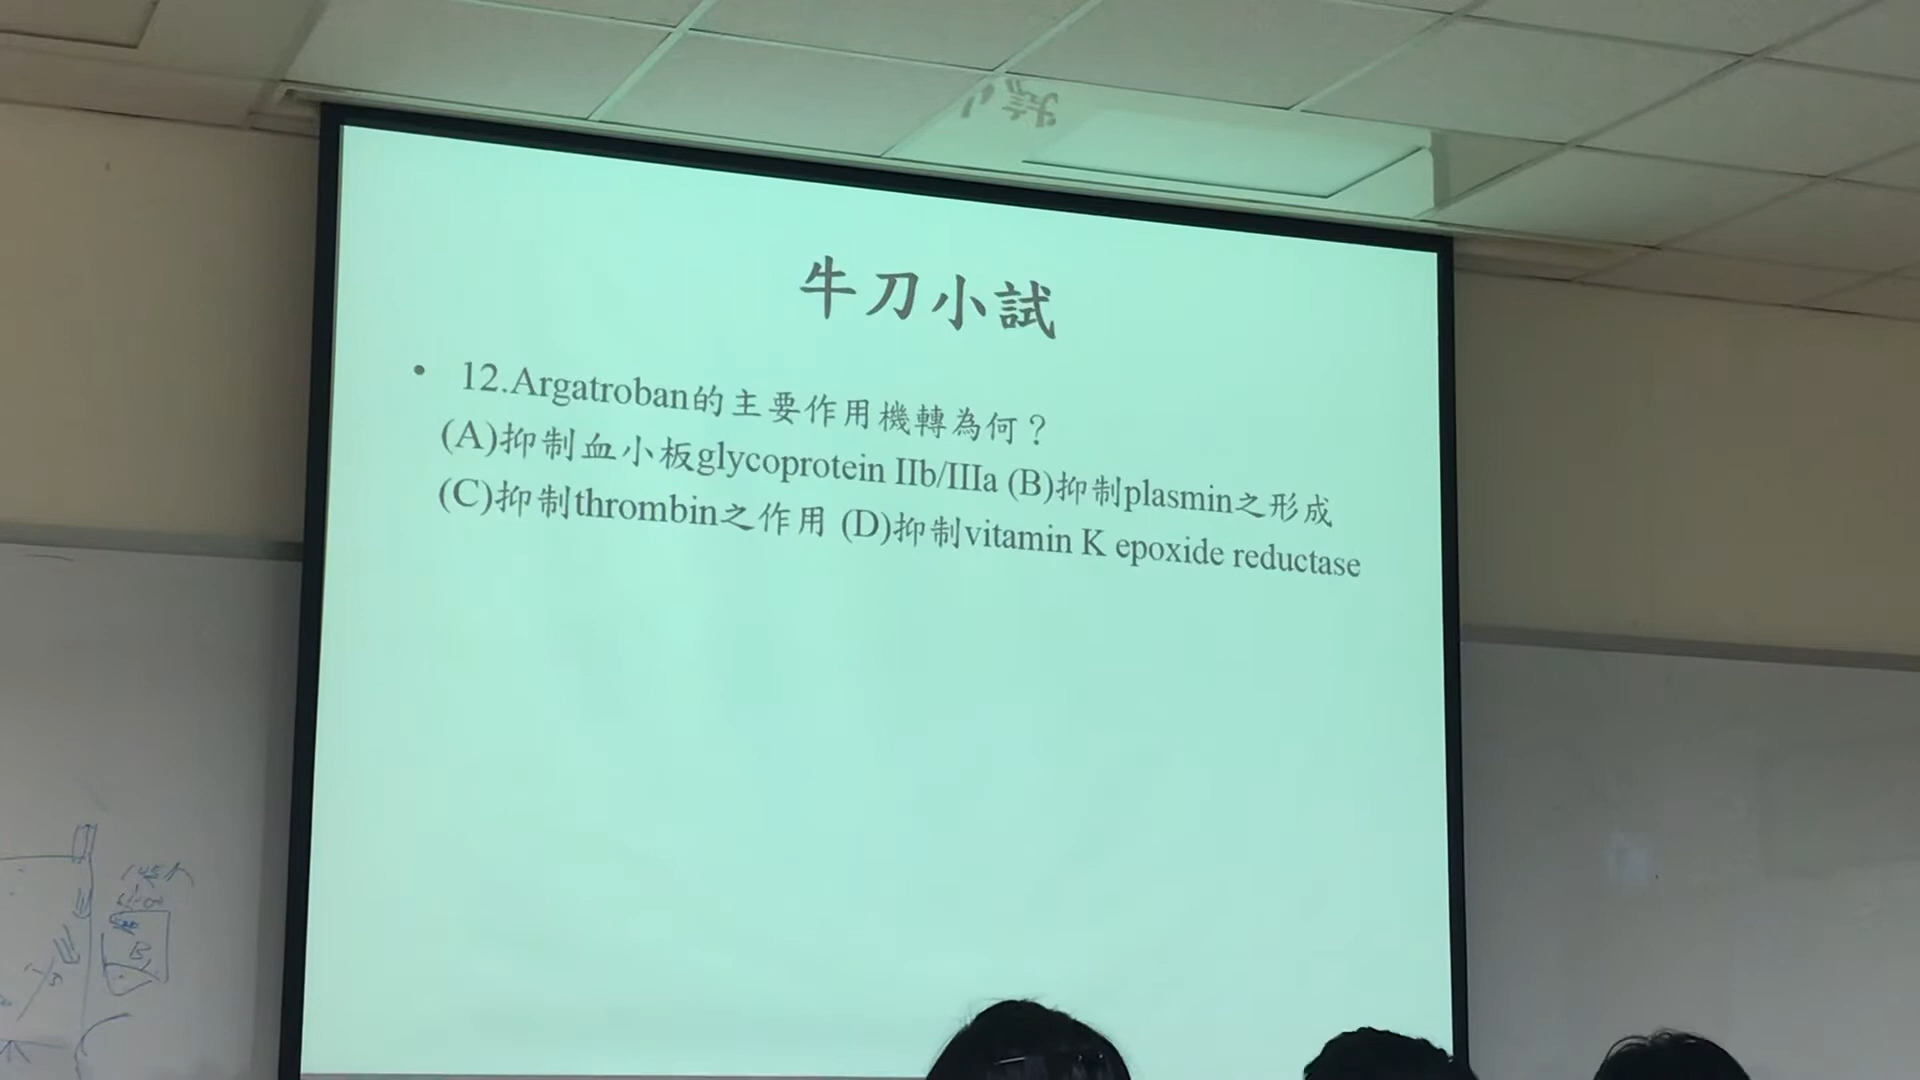 牛刀小試
• 12.Argatroban的主要作用機轉為何？
(A)抑制血小板glycoprotein IIb/IIIa (B)抑制plasmin之形成
(C)抑制thrombin之作用 (D)抑制vitamin K epoxide reductase